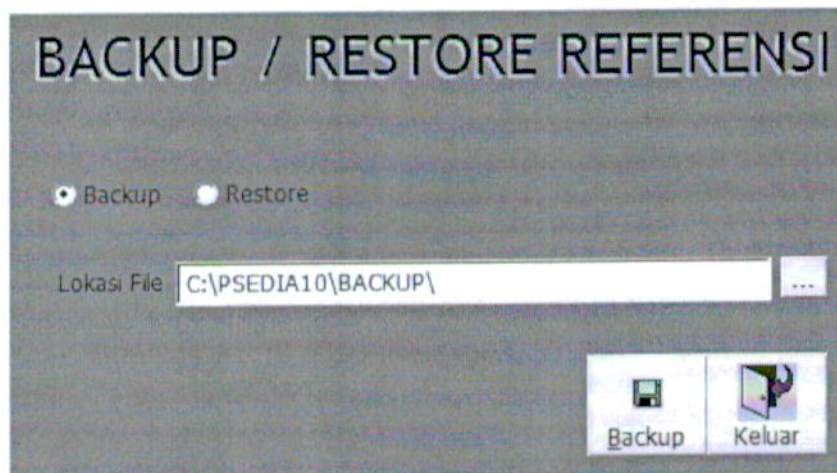 BACKUP / RESTORE REFERENSI
Backup Restore
Lokasi File C:\PSEDIA10\BACKUP\ ...
Backup Keluar